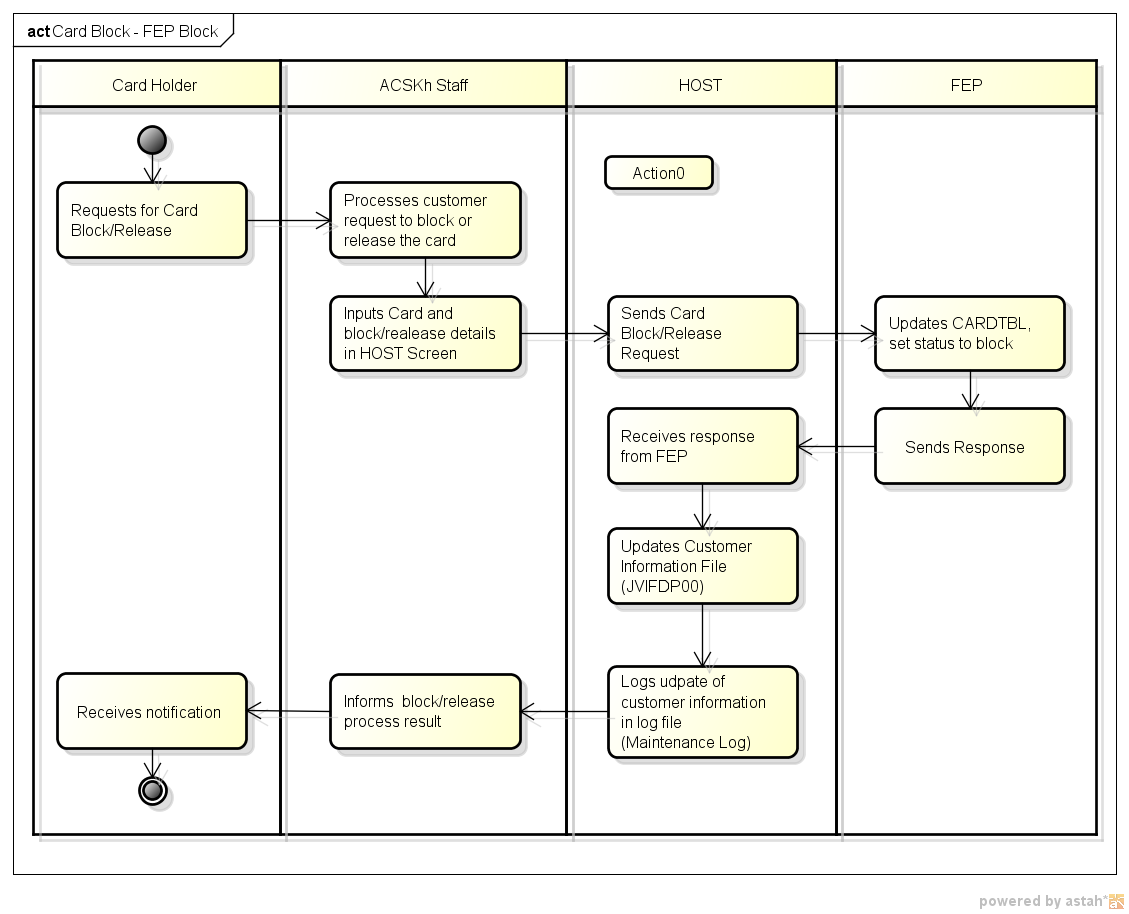 act Card Block - FEP Block
Card Holder
ACSKh Staff
HOST
FEP
Action0
Requests for Card
Block/Release
Processes customer
request to block or
release the card
Inputs Card and
block/realease details
in HOST Screen
Sends Card
Block/Release
Request
Updates CARDTBL,
set status to block
Receives response
from FEP
Sends Response
Updates Customer
Information File
(JVIFDP00)
Logs udpate of
customer information
in log file
(Maintenance Log)
Informs  block/release
process result
Receives notification
powered by astah*